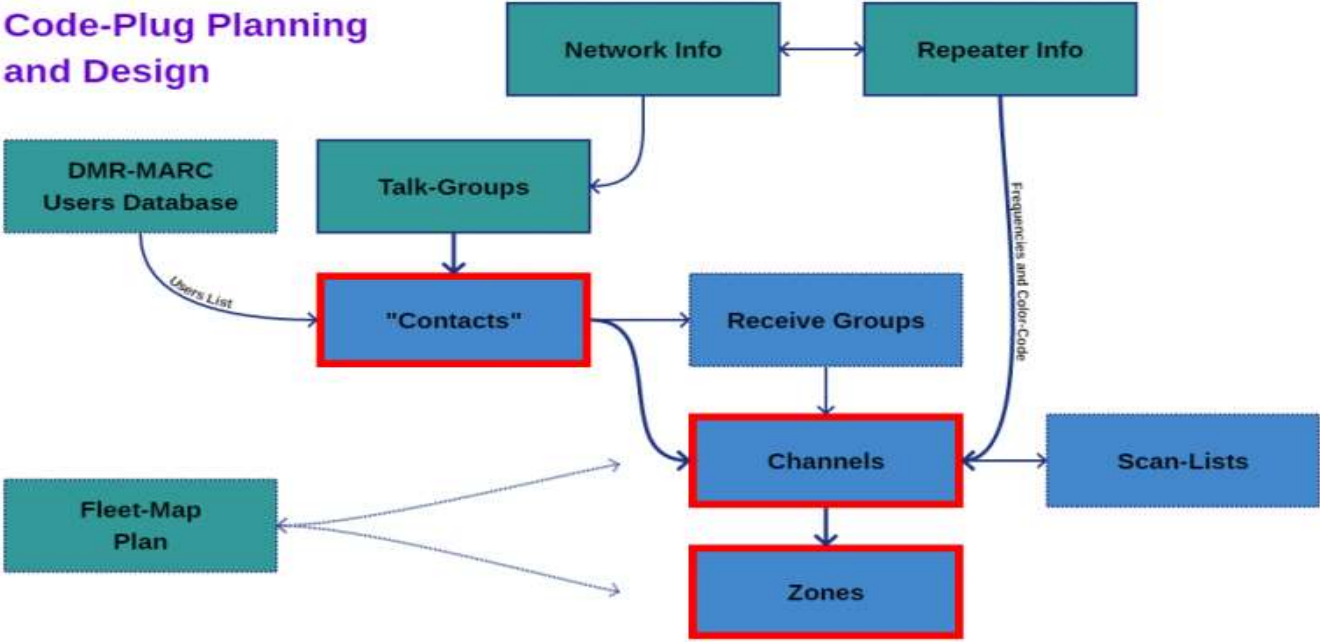 Code-Plug Planning
and Design
Network Info
Repeater Info
DMR-MARC
Users Database
Talk-Groups
Users List
Frequencies and Color-Code
"Contacts"
Receive Groups
Channels
Scan-Lists
Fleet-Map
Plan
Zones